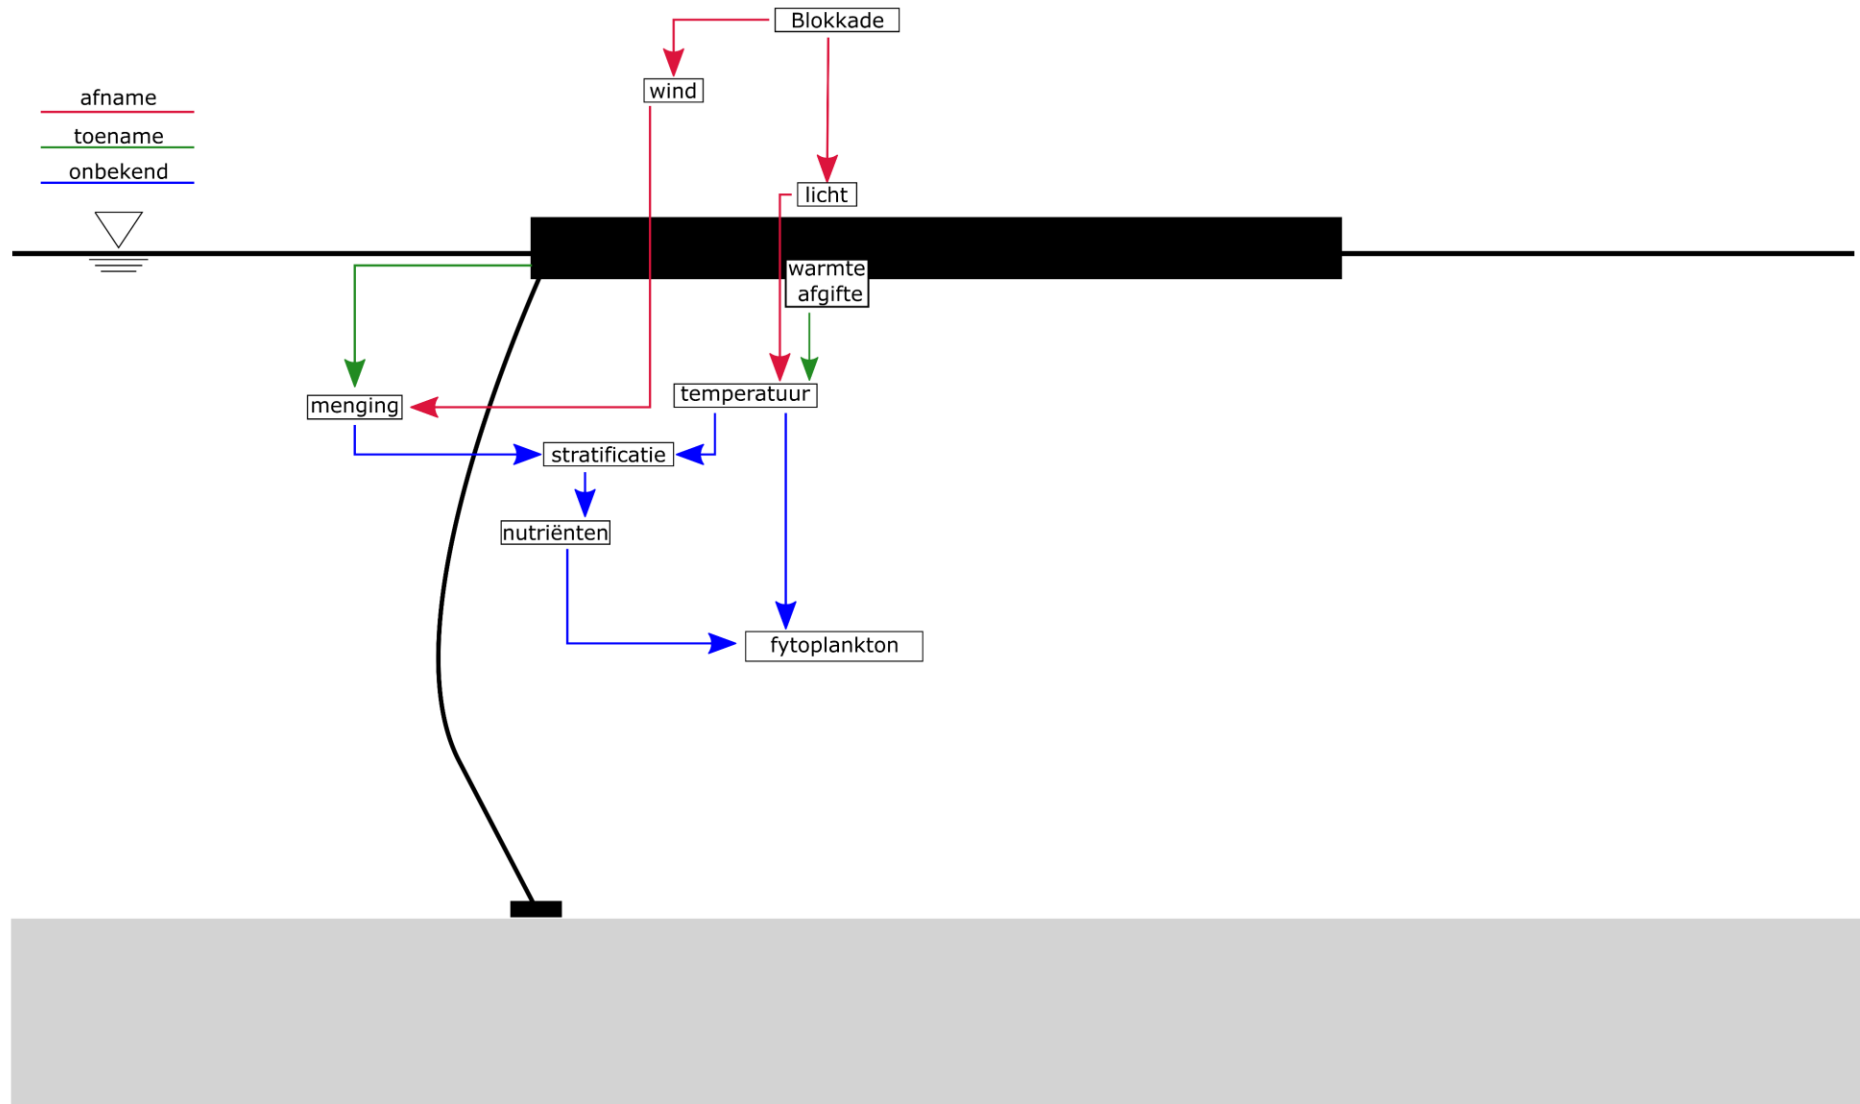 Blokkade
wind
afname
toename
onbekend
licht
warmte
afgifte
temperatuur
menging
stratificatie
nutriënten
fytoplankton